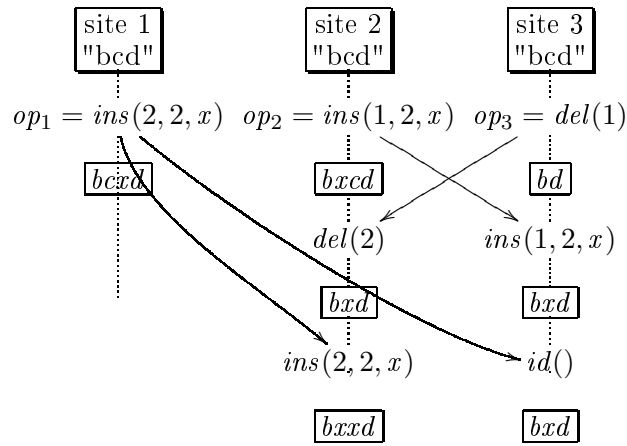 site 1 site 2 site 3
"bcd" "bcd" "bcd"
op1 = ins(2, 2, x) op2 = ins(1, 2, x) op3 = del(1)
bcxd bxcd bd
del(2) ins(1, 2, x)
bxd bxd
ins(2, 2, x) id()
bxxd bxd